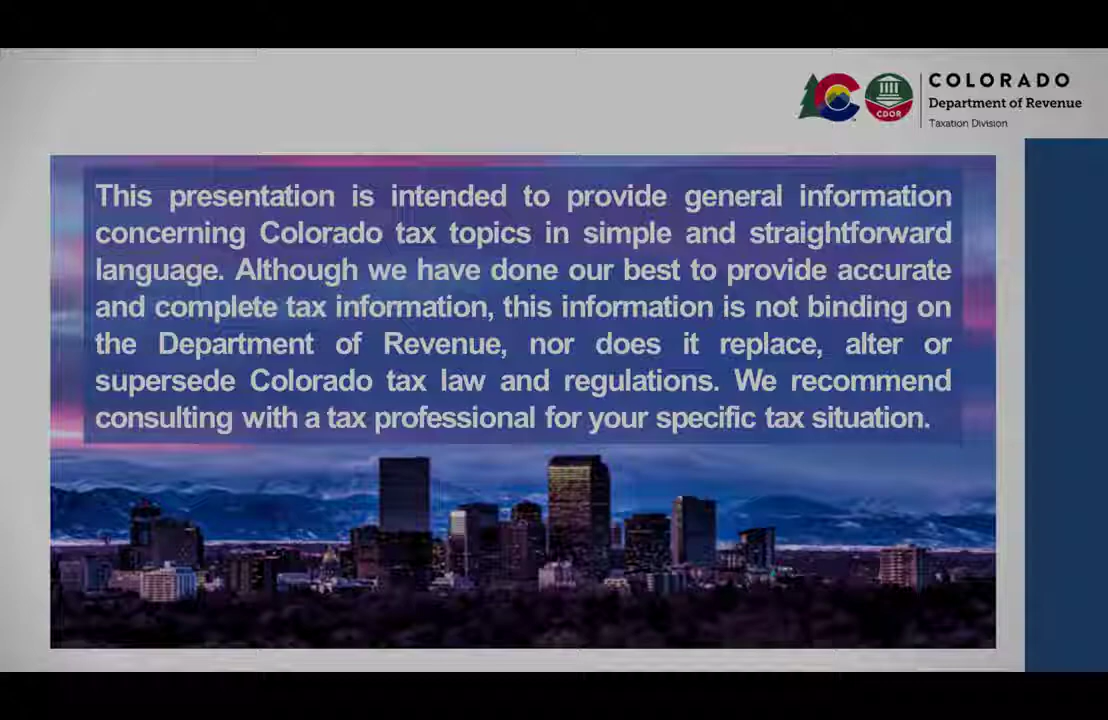 COLORADO
Department of Revenue
CDOR
Taxation Division
This presentation is intended to provide general information
concerning Colorado tax topics in simple and straightforward
language. Although we have done our best to provide accurate
and complete tax information, this information is not binding on
the Department of Revenue, nor does it replace, alter or
supersede Colorado tax law and regulations. We recommend
consulting with a tax professional for your specific tax situation.